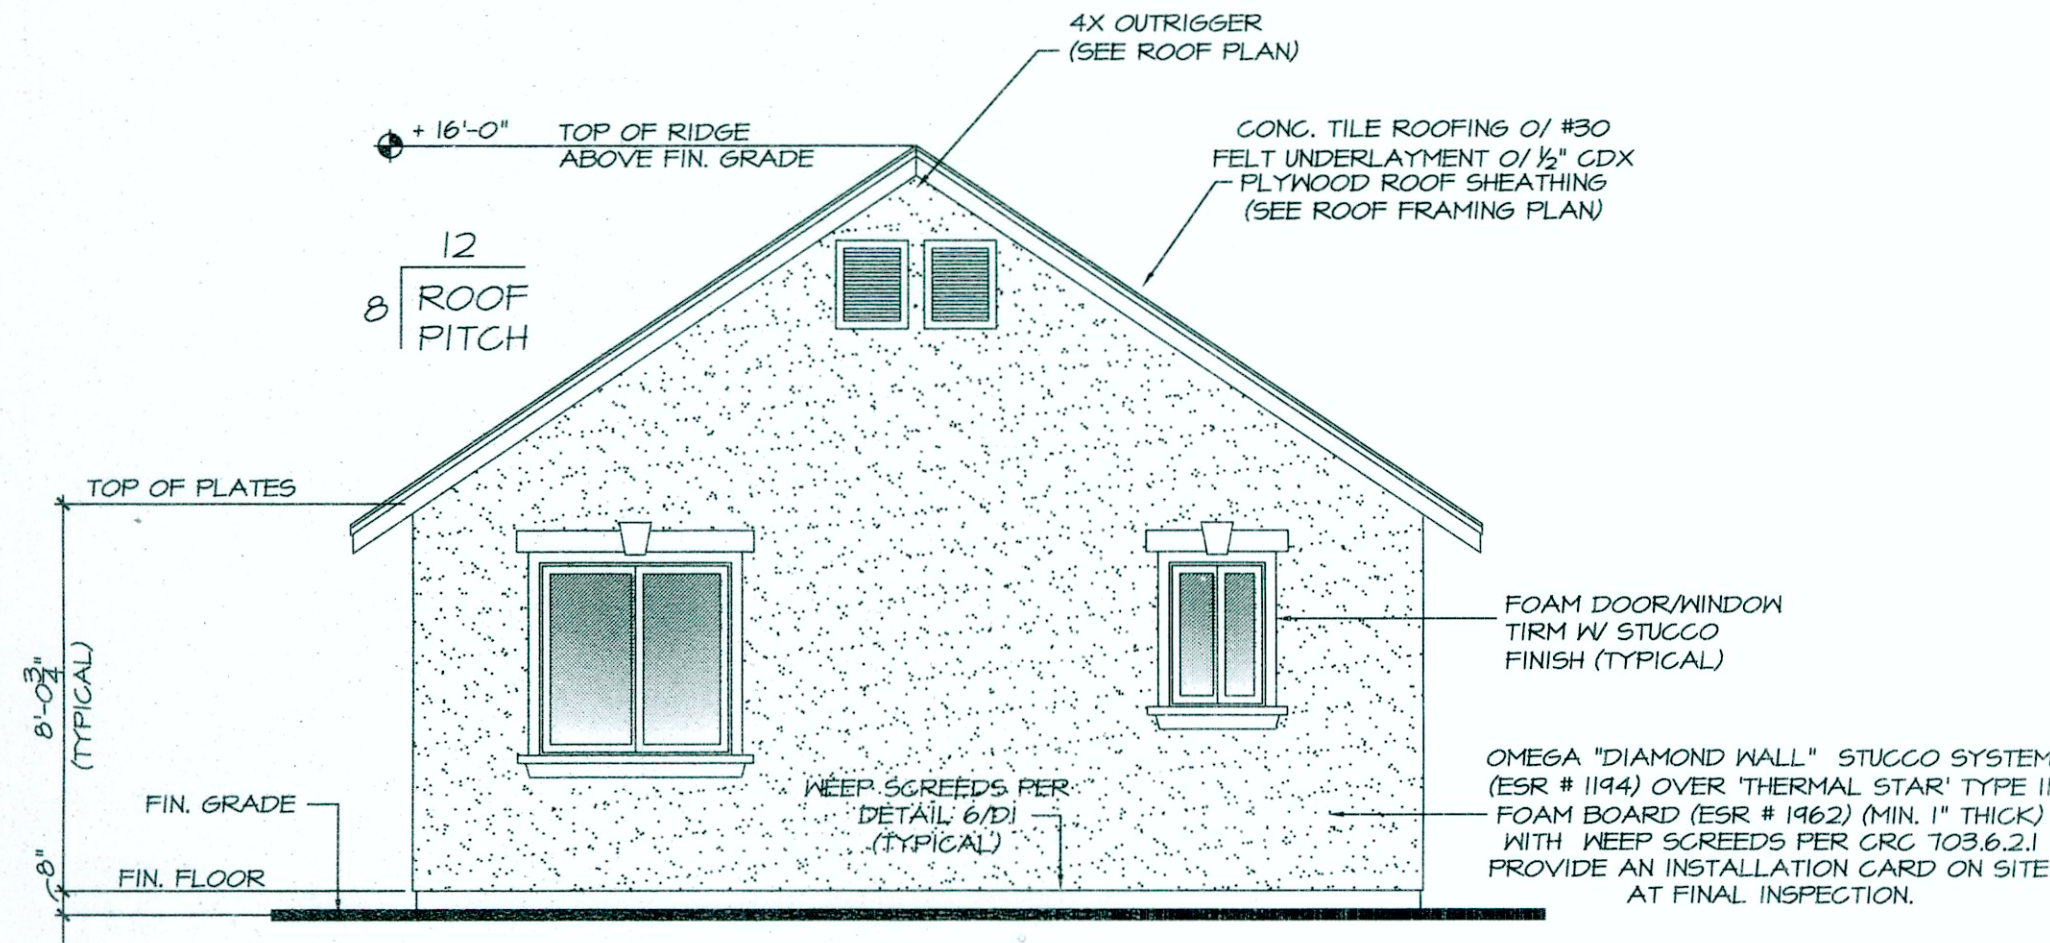 4X OUTRIGGER
(SEE ROOF PLAN)
+ 16'-0"
TOP OF RIDGE
ABOVE FIN. GRADE
CONC. TILE ROOFING O/ #30
FELT UNDERLAYMENT O/ ½" CDX
PLYWOOD ROOF SHEATHING
(SEE ROOF FRAMING PLAN)
12
8
ROOF
PITCH
TOP OF PLATES
8'-0¾"
(TYPICAL)
FOAM DOOR/WINDOW
TIRM W/ STUCCO
FINISH (TYPICAL)
WEEP SCREEDS PER
DETAIL 6/D1
(TYPICAL)
OMEGA "DIAMOND WALL" STUCCO SYSTEM
(ESR # 1194) OVER 'THERMAL STAR' TYPE II
FOAM BOARD (ESR # 1962) (MIN. 1" THICK)
WITH WEEP SCREEDS PER CRC 703.6.2.1
PROVIDE AN INSTALLATION CARD ON SITE
AT FINAL INSPECTION.
FIN. GRADE
8"
FIN. FLOOR